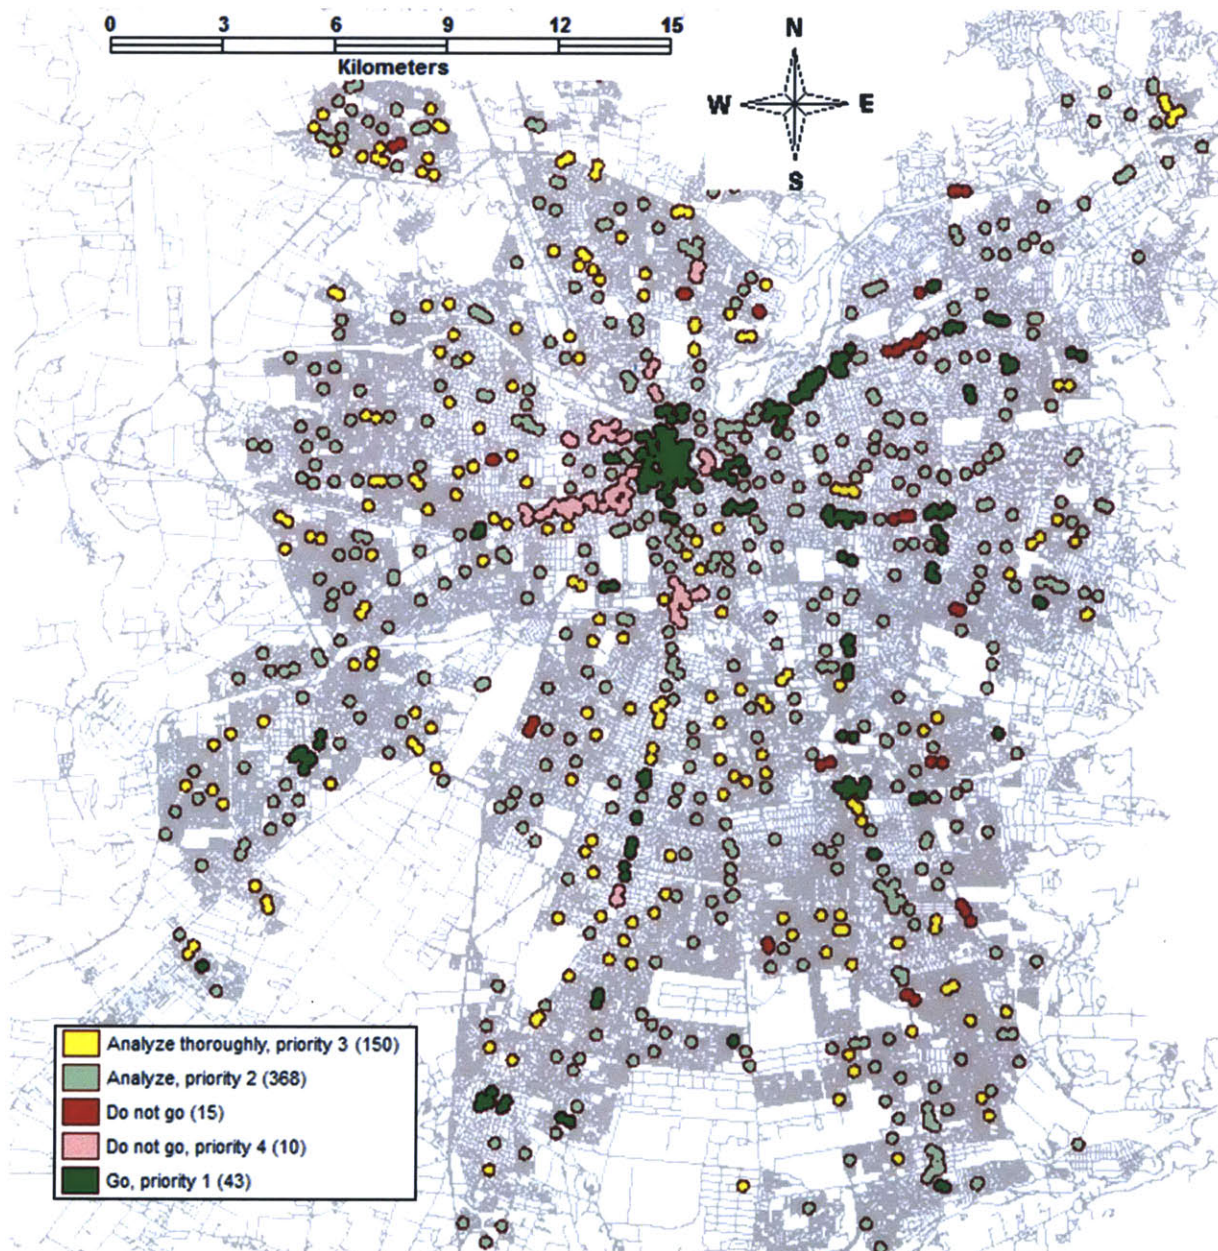 0 3 6 9 12 15
Kilometers
N
W E
S
Analyze thoroughly, priority 3 (150)
Analyze, priority 2 (368)
Do not go (15)
Do not go, priority 4 (10)
Go, priority 1 (43)